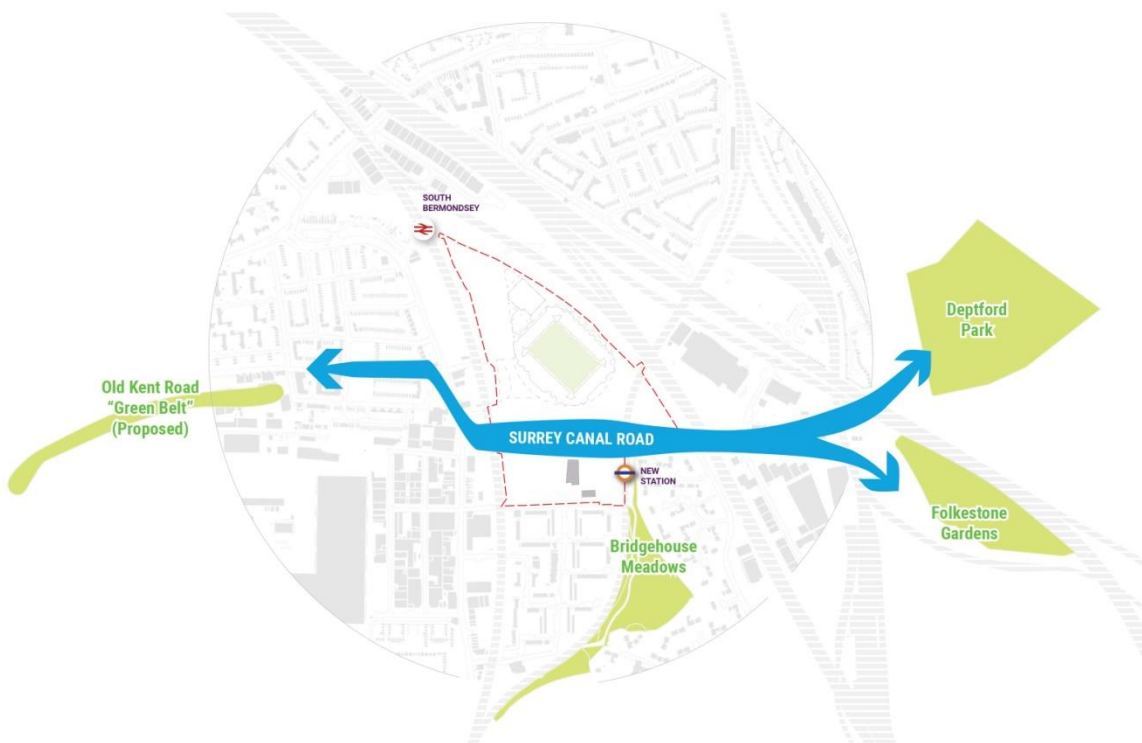 SOUTH
BERMONDSEY
Deptford
Park
Old Kent Road
“Green Belt”
(Proposed)
SURREY CANAL ROAD
NEW
STATION
Folkestone
Gardens
Bridgehouse
Meadows